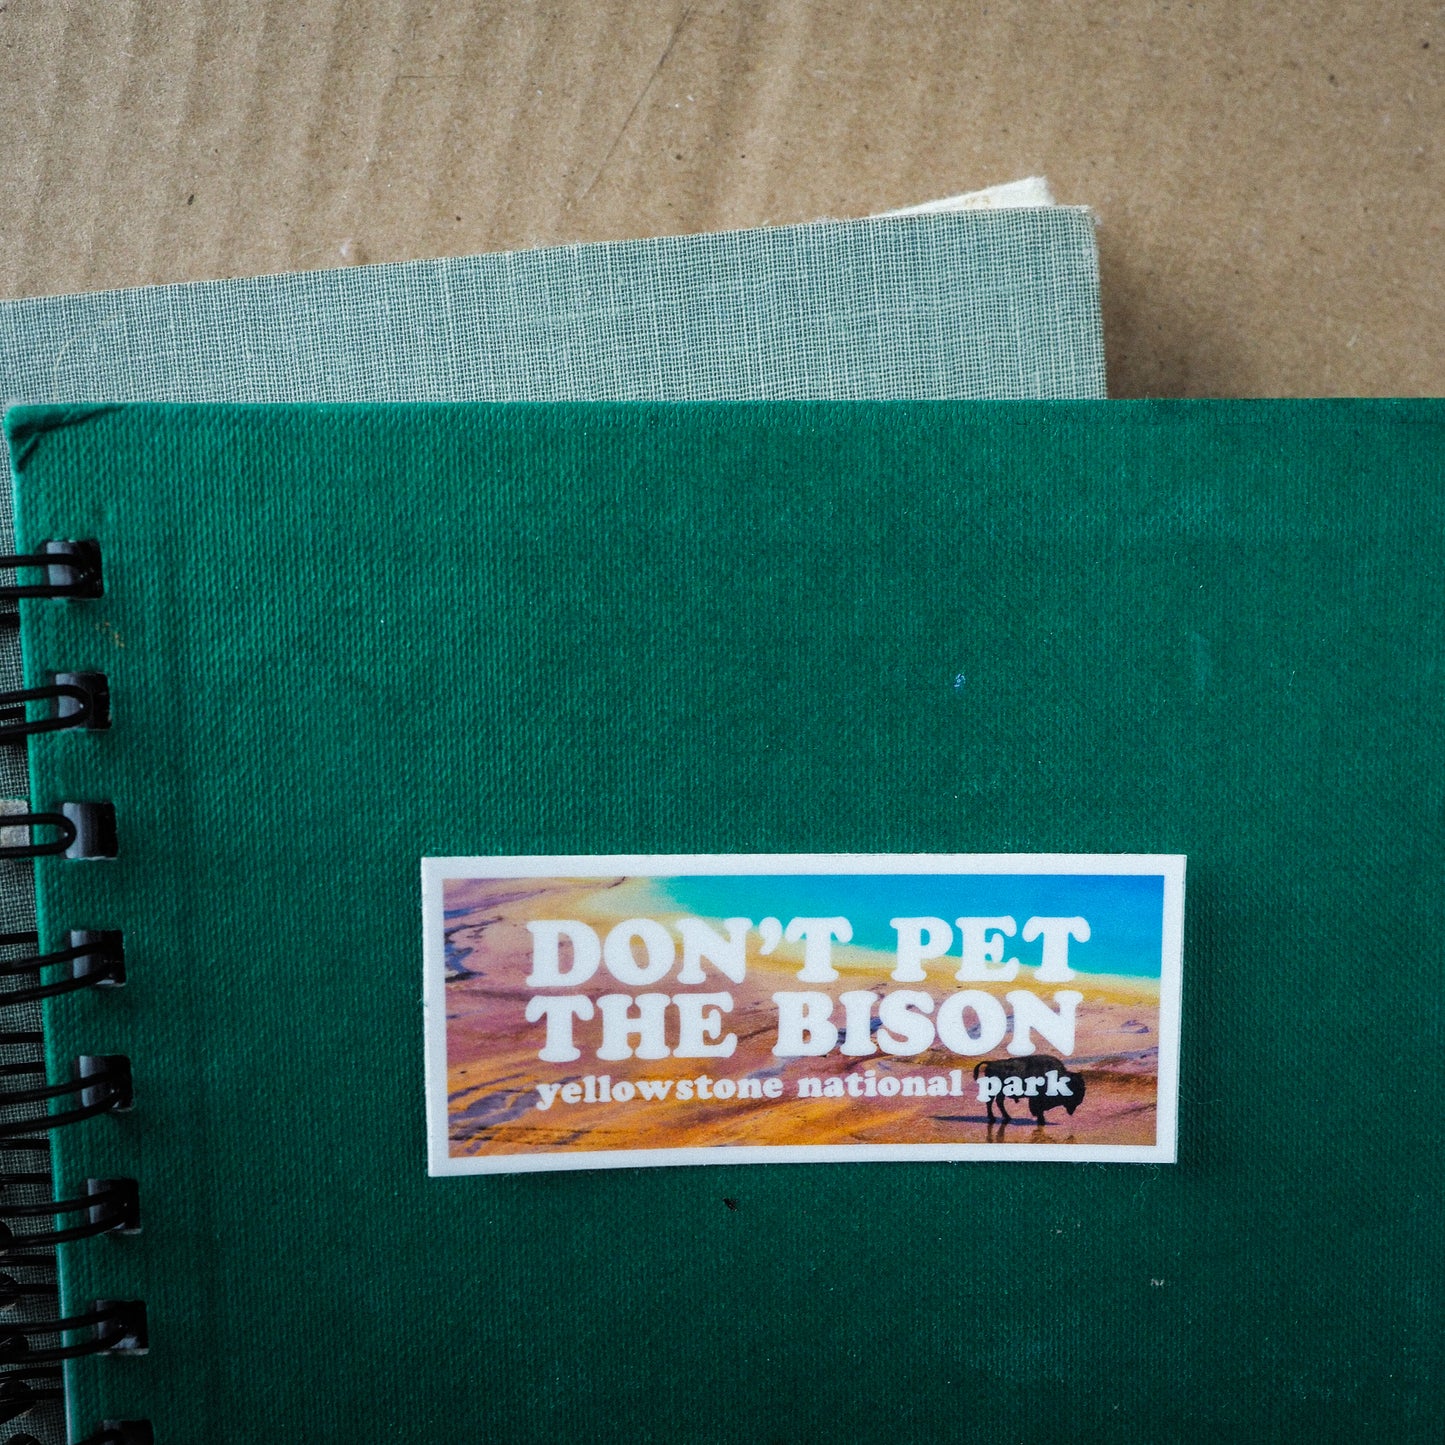 DON'T PET
THE BISON
yellowstone national park